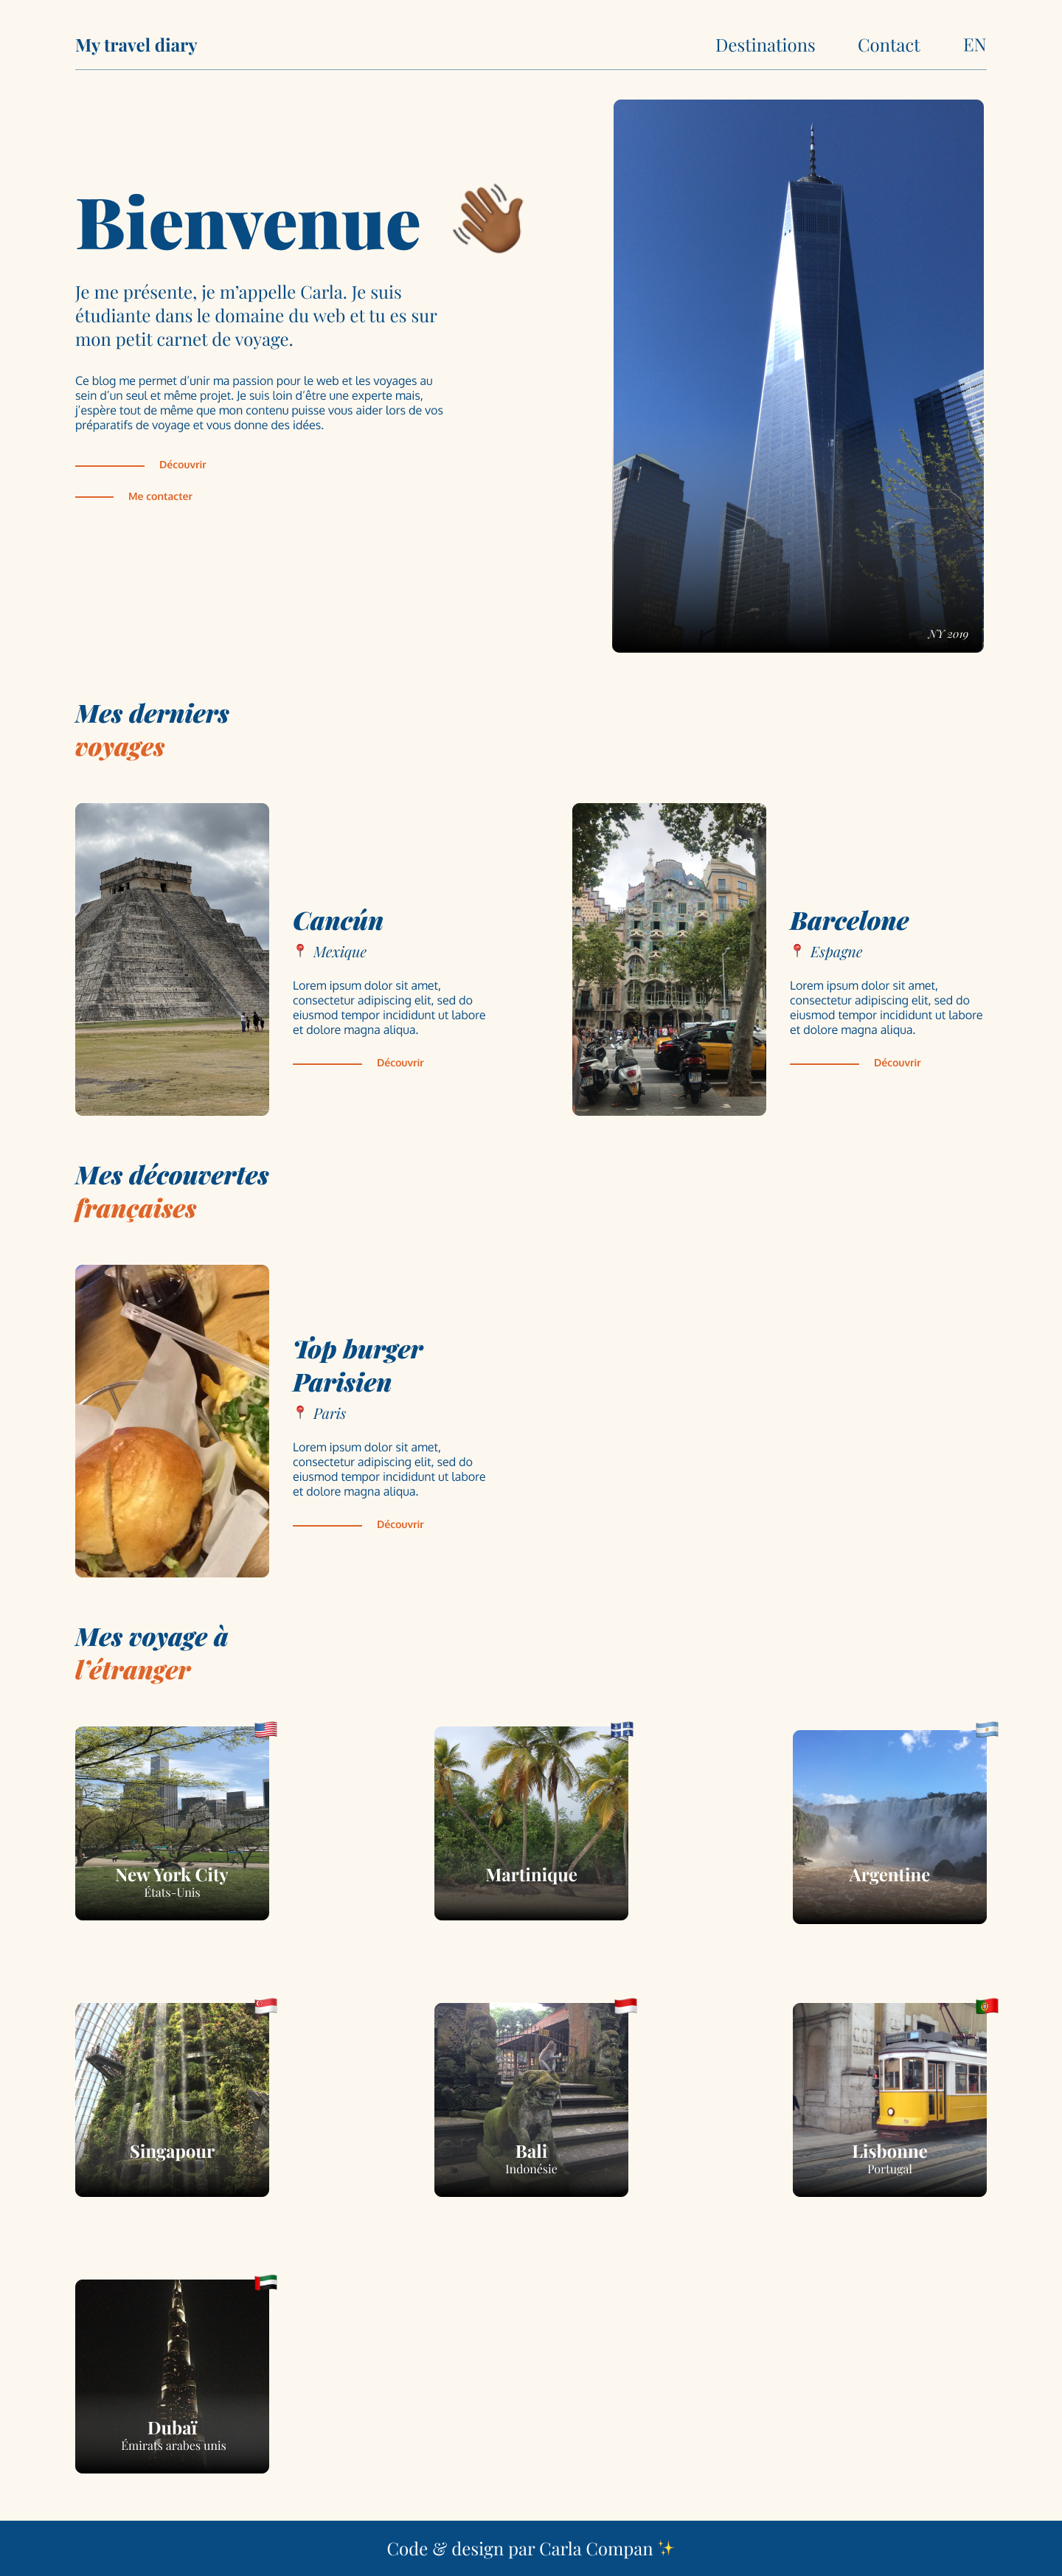 My travel diary
Destinations
Contact
EN
Bienvenue 👋🏾
Je me présente, je m’appelle Carla. Je suis
étudiante dans le domaine du web et tu es sur
mon petit carnet de voyage.
Ce blog me permet d’unir ma passion pour le web et les voyages au
sein d’un seul et même projet. Je suis loin d’être une experte mais,
j’espère tout de même que mon contenu puisse vous aider lors de vos
préparatifs de voyage et vous donne des idées.
Découvrir
Me contacter
NY 2019
Mes derniers
voyages
Cancún
📍 Mexique
Lorem ipsum dolor sit amet,
consectetur adipiscing elit, sed do
eiusmod tempor incididunt ut labore
et dolore magna aliqua.
Découvrir
Barcelone
📍 Espagne
Lorem ipsum dolor sit amet,
consectetur adipiscing elit, sed do
eiusmod tempor incididunt ut labore
et dolore magna aliqua.
Découvrir
Mes découvertes
françaises
Top burger
Parisien
📍 Paris
Lorem ipsum dolor sit amet,
consectetur adipiscing elit, sed do
eiusmod tempor incididunt ut labore
et dolore magna aliqua.
Découvrir
Mes voyage à
l’étranger
New York City
États-Unis
Martinique
Argentine
Singapour
Bali
Indonésie
Lisbonne
Portugal
Dubaï
Émirats arabes unis
Code & design par Carla Compan ✨